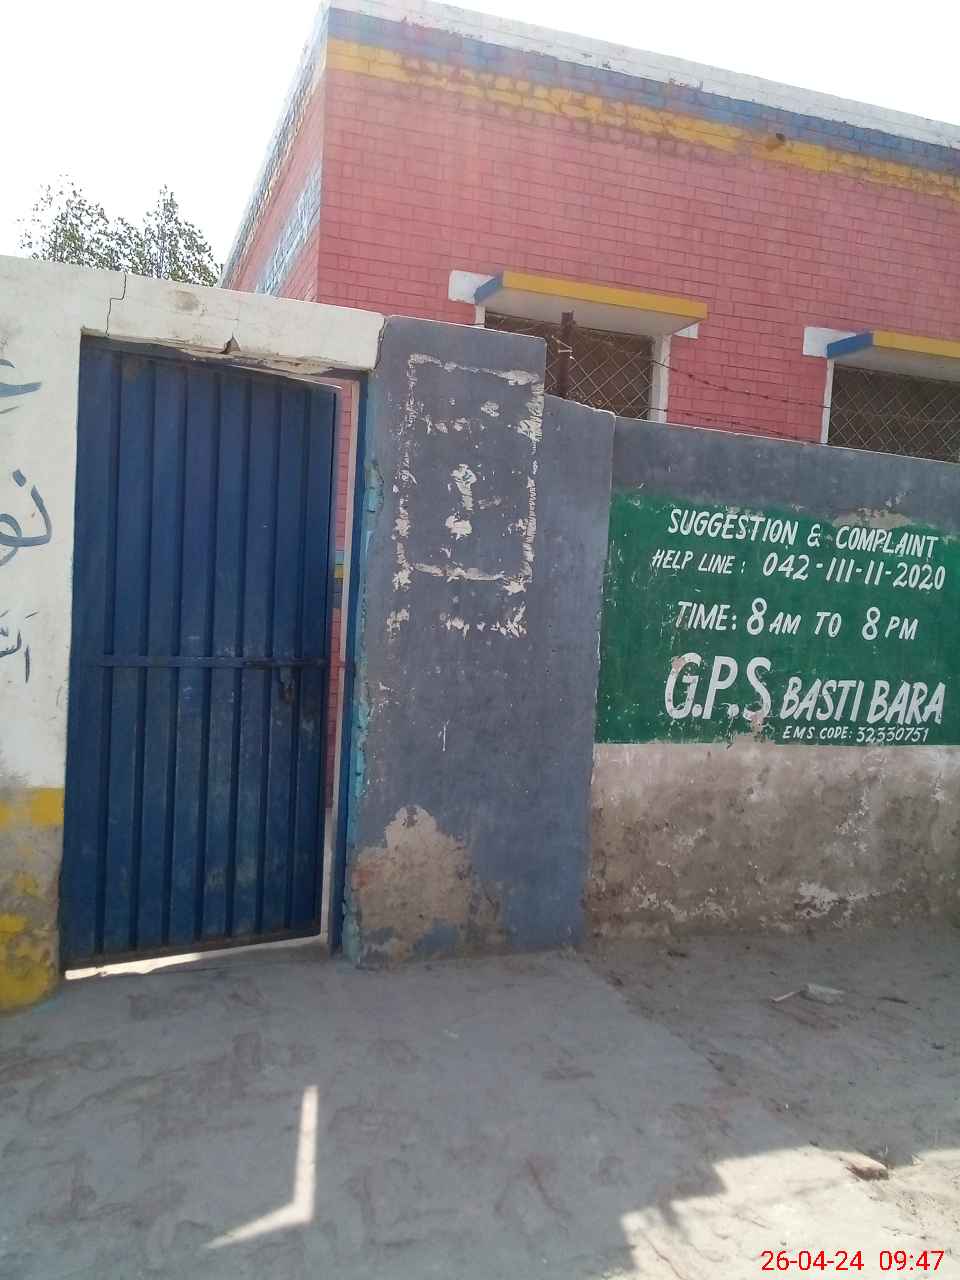 SUGGESTION & COMPLAINT
HELP LINE : 042-111-11-2020
TIME: 8 AM TO 8 PM
G.P.S BASTI BARA
EMS CODE: 32330751
26-04-24 09:47